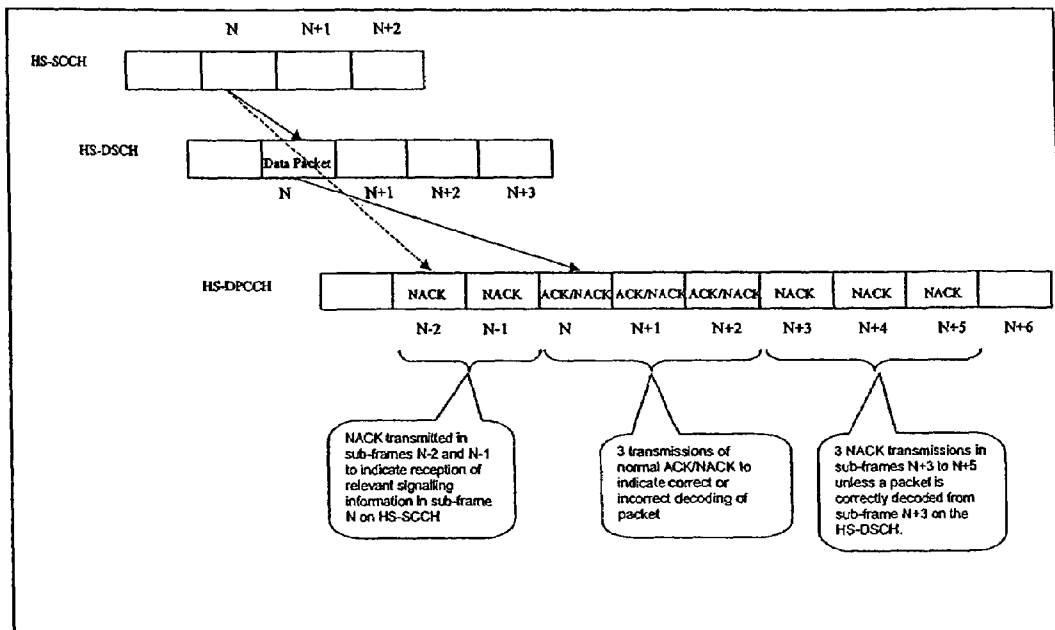 N N+1 N+2
HS-SCCH
HS-DSCH
Data Packet
N N+1 N+2 N+3
HS-DPCCH
NACK NACK ACK/NACK ACK/NACK ACK/NACK NACK NACK NACK
N-2 N-1 N N+1 N+2 N+3 N+4 N+5 N+6
NACK transmitted in
sub-frames N-2 and N-1
to indicate reception of
relevant signalling
information in sub-frame
N on HS-SCCH
3 transmissions of
normal ACK/NACK to
indicate correct or
incorrect decoding of
packet
3 NACK transmissions in
sub-frames N+3 to N+5
unless a packet is
correctly decoded from
sub-frame N+3 on the
HS-DSCH.